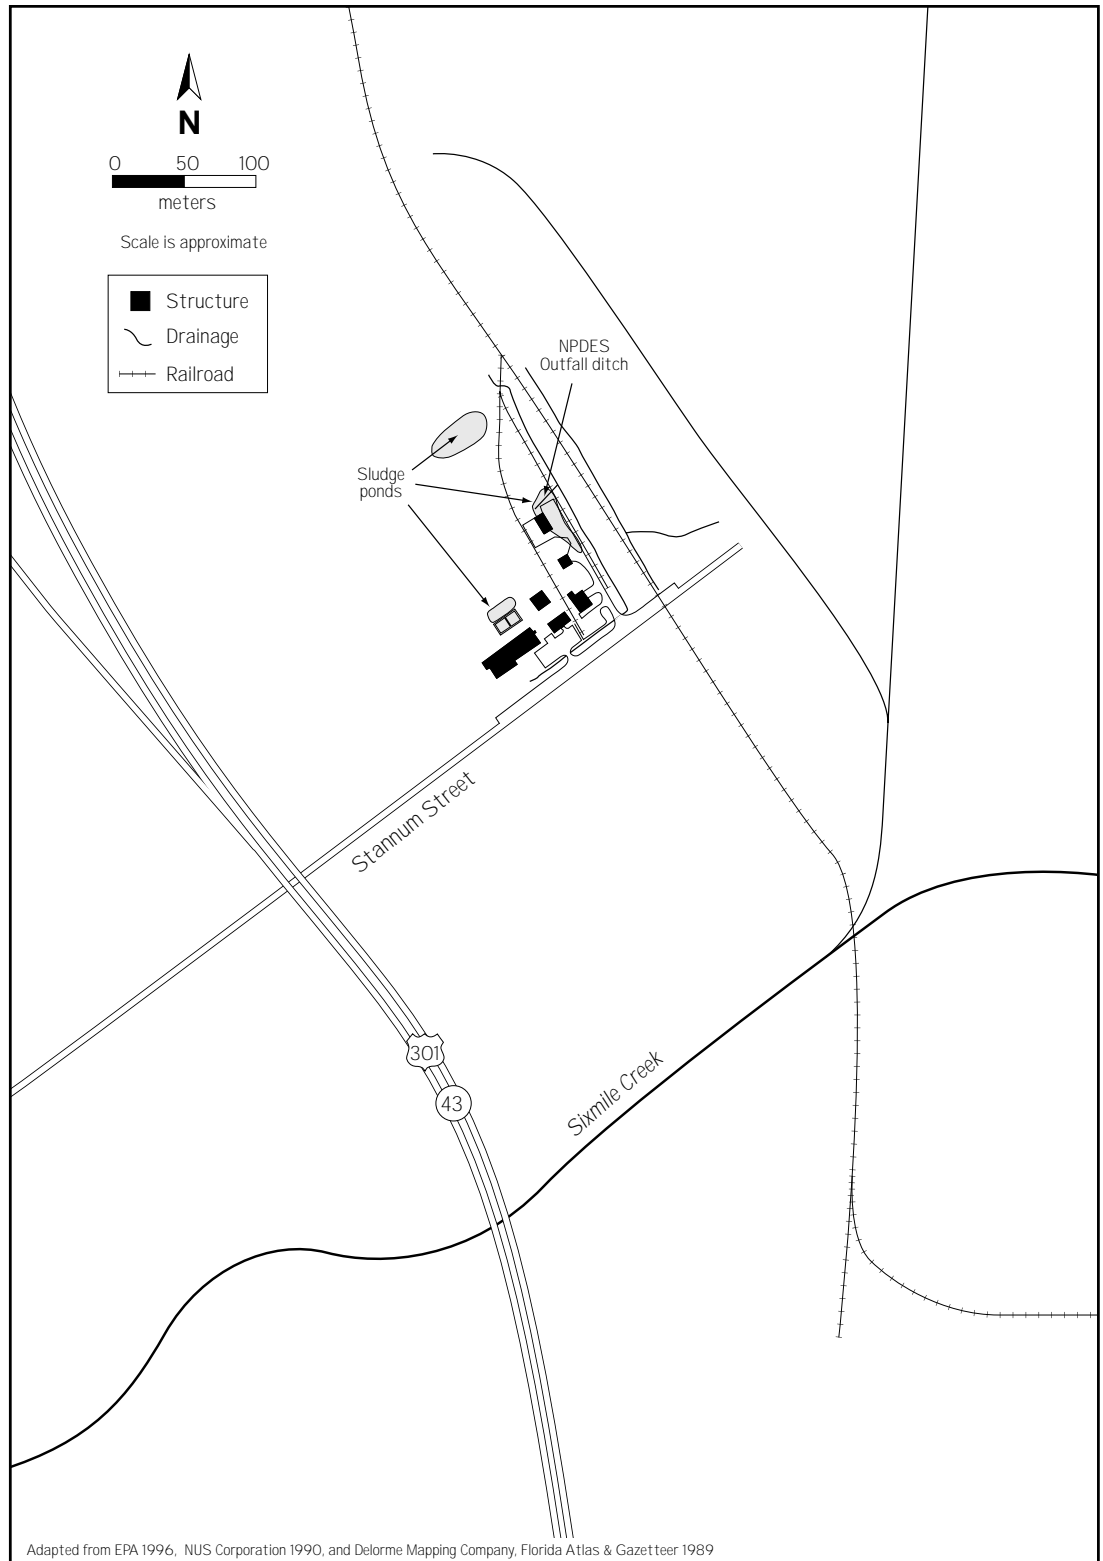 N
0 50 100
meters
Scale is approximate
Structure
Drainage
Railroad
NPDES
Outfall ditch
Sludge
ponds
Stannum Street
301
43
Sixmile Creek
Adapted from EPA 1996, NUS Corporation 1990, and Delorme Mapping Company, Florida Atlas & Gazetteer 1989